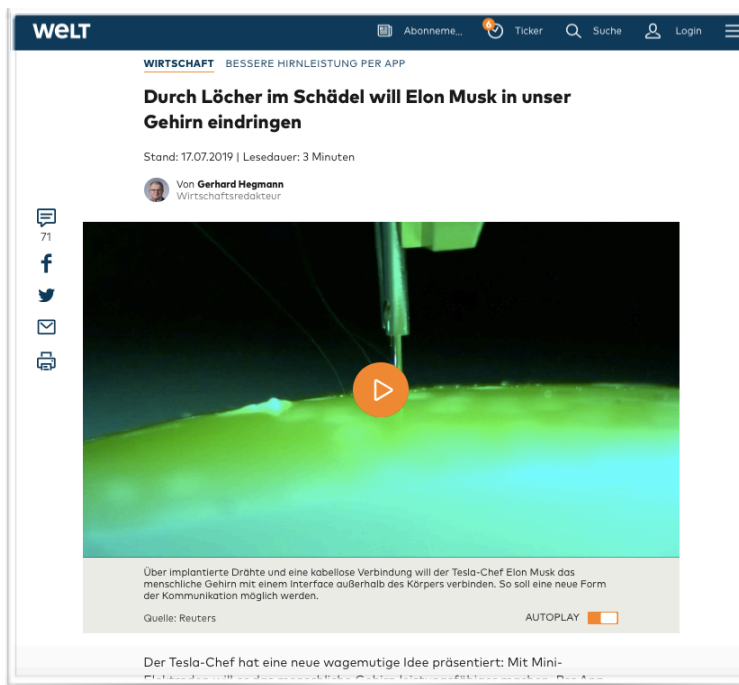 WELT
Abonneme...
6
Ticker
Suche
Login
WIRTSCHAFT BESSERE HIRNLEISTUNG PER APP
Durch Löcher im Schädel will Elon Musk in unser
Gehirn eindringen
Stand: 17.07.2019 | Lesedauer: 3 Minuten
Von Gerhard Hegmann
Wirtschaftsredakteur
71
Über implantierte Drähte und eine kabellose Verbindung will der Tesla-Chef Elon Musk das
menschliche Gehirn mit einem Interface außerhalb des Körpers verbinden. So soll eine neue Form
der Kommunikation möglich werden.
Quelle: Reuters
AUTOPLAY
Der Tesla-Chef hat eine neue wagemutige Idee präsentiert: Mit Mini-